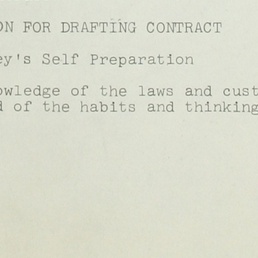 ON FOR DRAFTING CONTRACT
ey's Self Preparation
owledge of the laws and cust
d of the habits and thinking